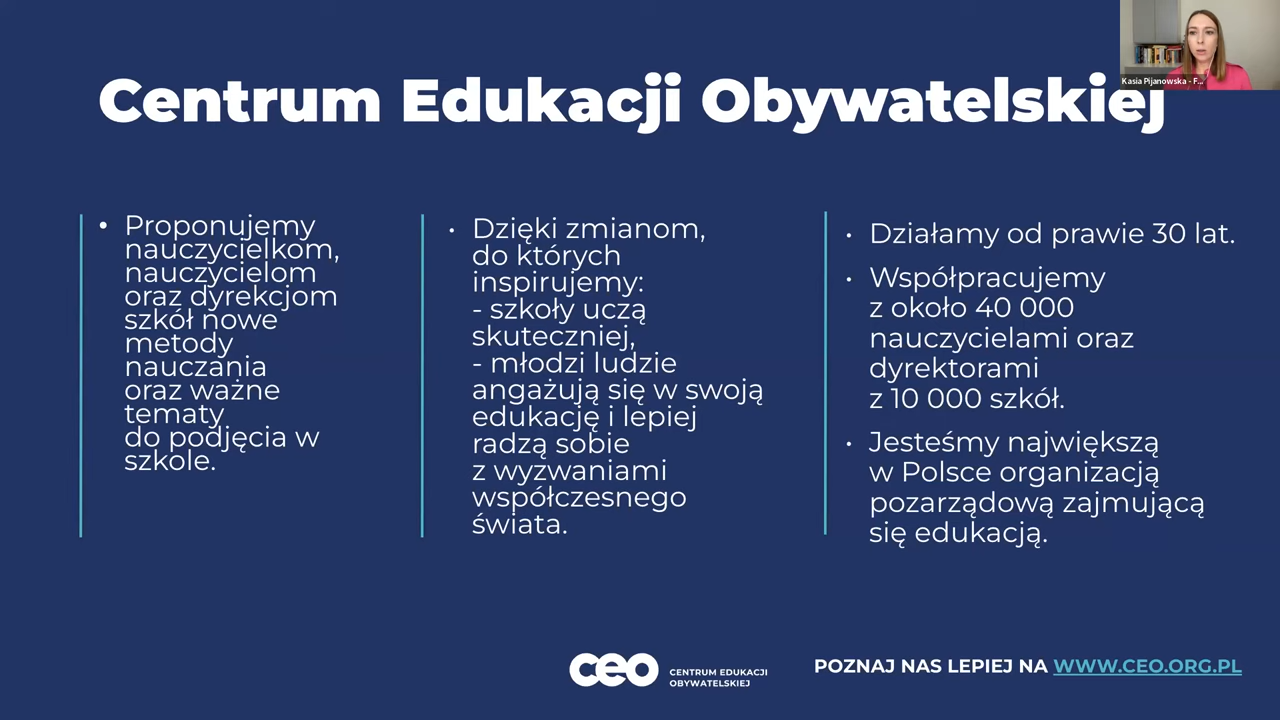 Kasia Pijanowska - F...
Centrum Edukacji Obywatelskiej
• Proponujemy
nauczycielkom,
nauczycielom
oraz dyrekcjom
szkół nowe
metody
nauczania
oraz ważne
tematy
do podjęcia w
szkole.
• Dzięki zmianom,
do których
inspirujemy:
- szkoły uczą
skuteczniej,
- młodzi ludzie
angażują się w swoją
edukację i lepiej
radzą sobie
z wyzwaniami
współczesnego
świata.
• Działamy od prawie 30 lat.
• Współpracujemy
z około 40 000
nauczycielami oraz
dyrektorami
z 10 000 szkół.
• Jesteśmy największą
w Polsce organizacją
pozarządową zajmującą
się edukacją.
ceo
CENTRUM EDUKACJI
OBYWATELSKIEJ
POZNAJ NAS LEPIEJ NA WWW.CEO.ORG.PL